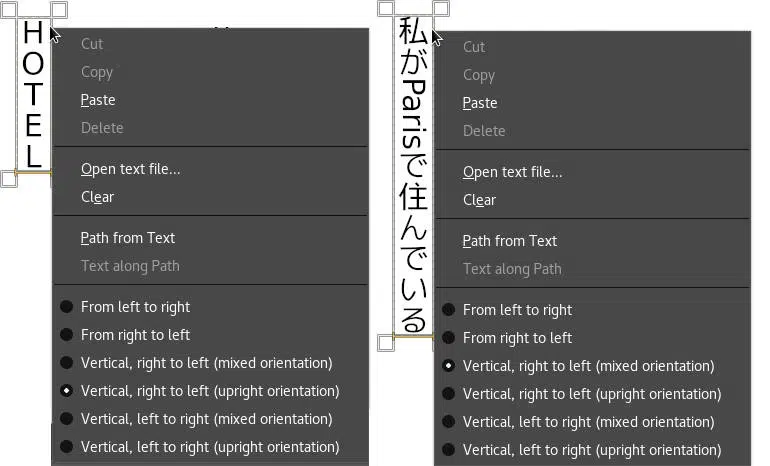 HOTEL
Cut
Copy
Paste
Delete
Open text file...
Clear
Path from Text
Text along Path
From left to right
From right to left
Vertical, right to left (mixed orientation)
Vertical, right to left (upright orientation)
Vertical, left to right (mixed orientation)
Vertical, left to right (upright orientation)
私がParisで住んでいる
Cut
Copy
Paste
Delete
Open text file...
Clear
Path from Text
Text along Path
From left to right
From right to left
Vertical, right to left (mixed orientation)
Vertical, right to left (upright orientation)
Vertical, left to right (mixed orientation)
Vertical, left to right (upright orientation)